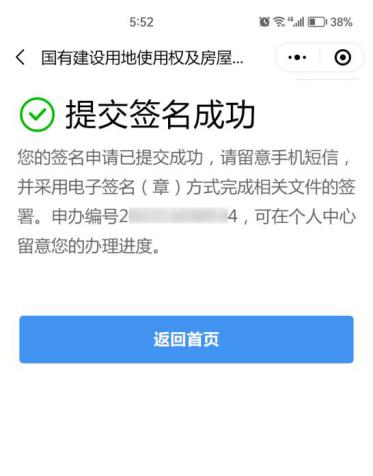 5:52
38%
国有建设用地使用权及房屋...
提交签名成功
您的签名申请已提交成功，请留意手机短信，
并采用电子签名（章）方式完成相关文件的签
署。申办编号2 4，可在个人中心
留意您的办理进度。
返回首页